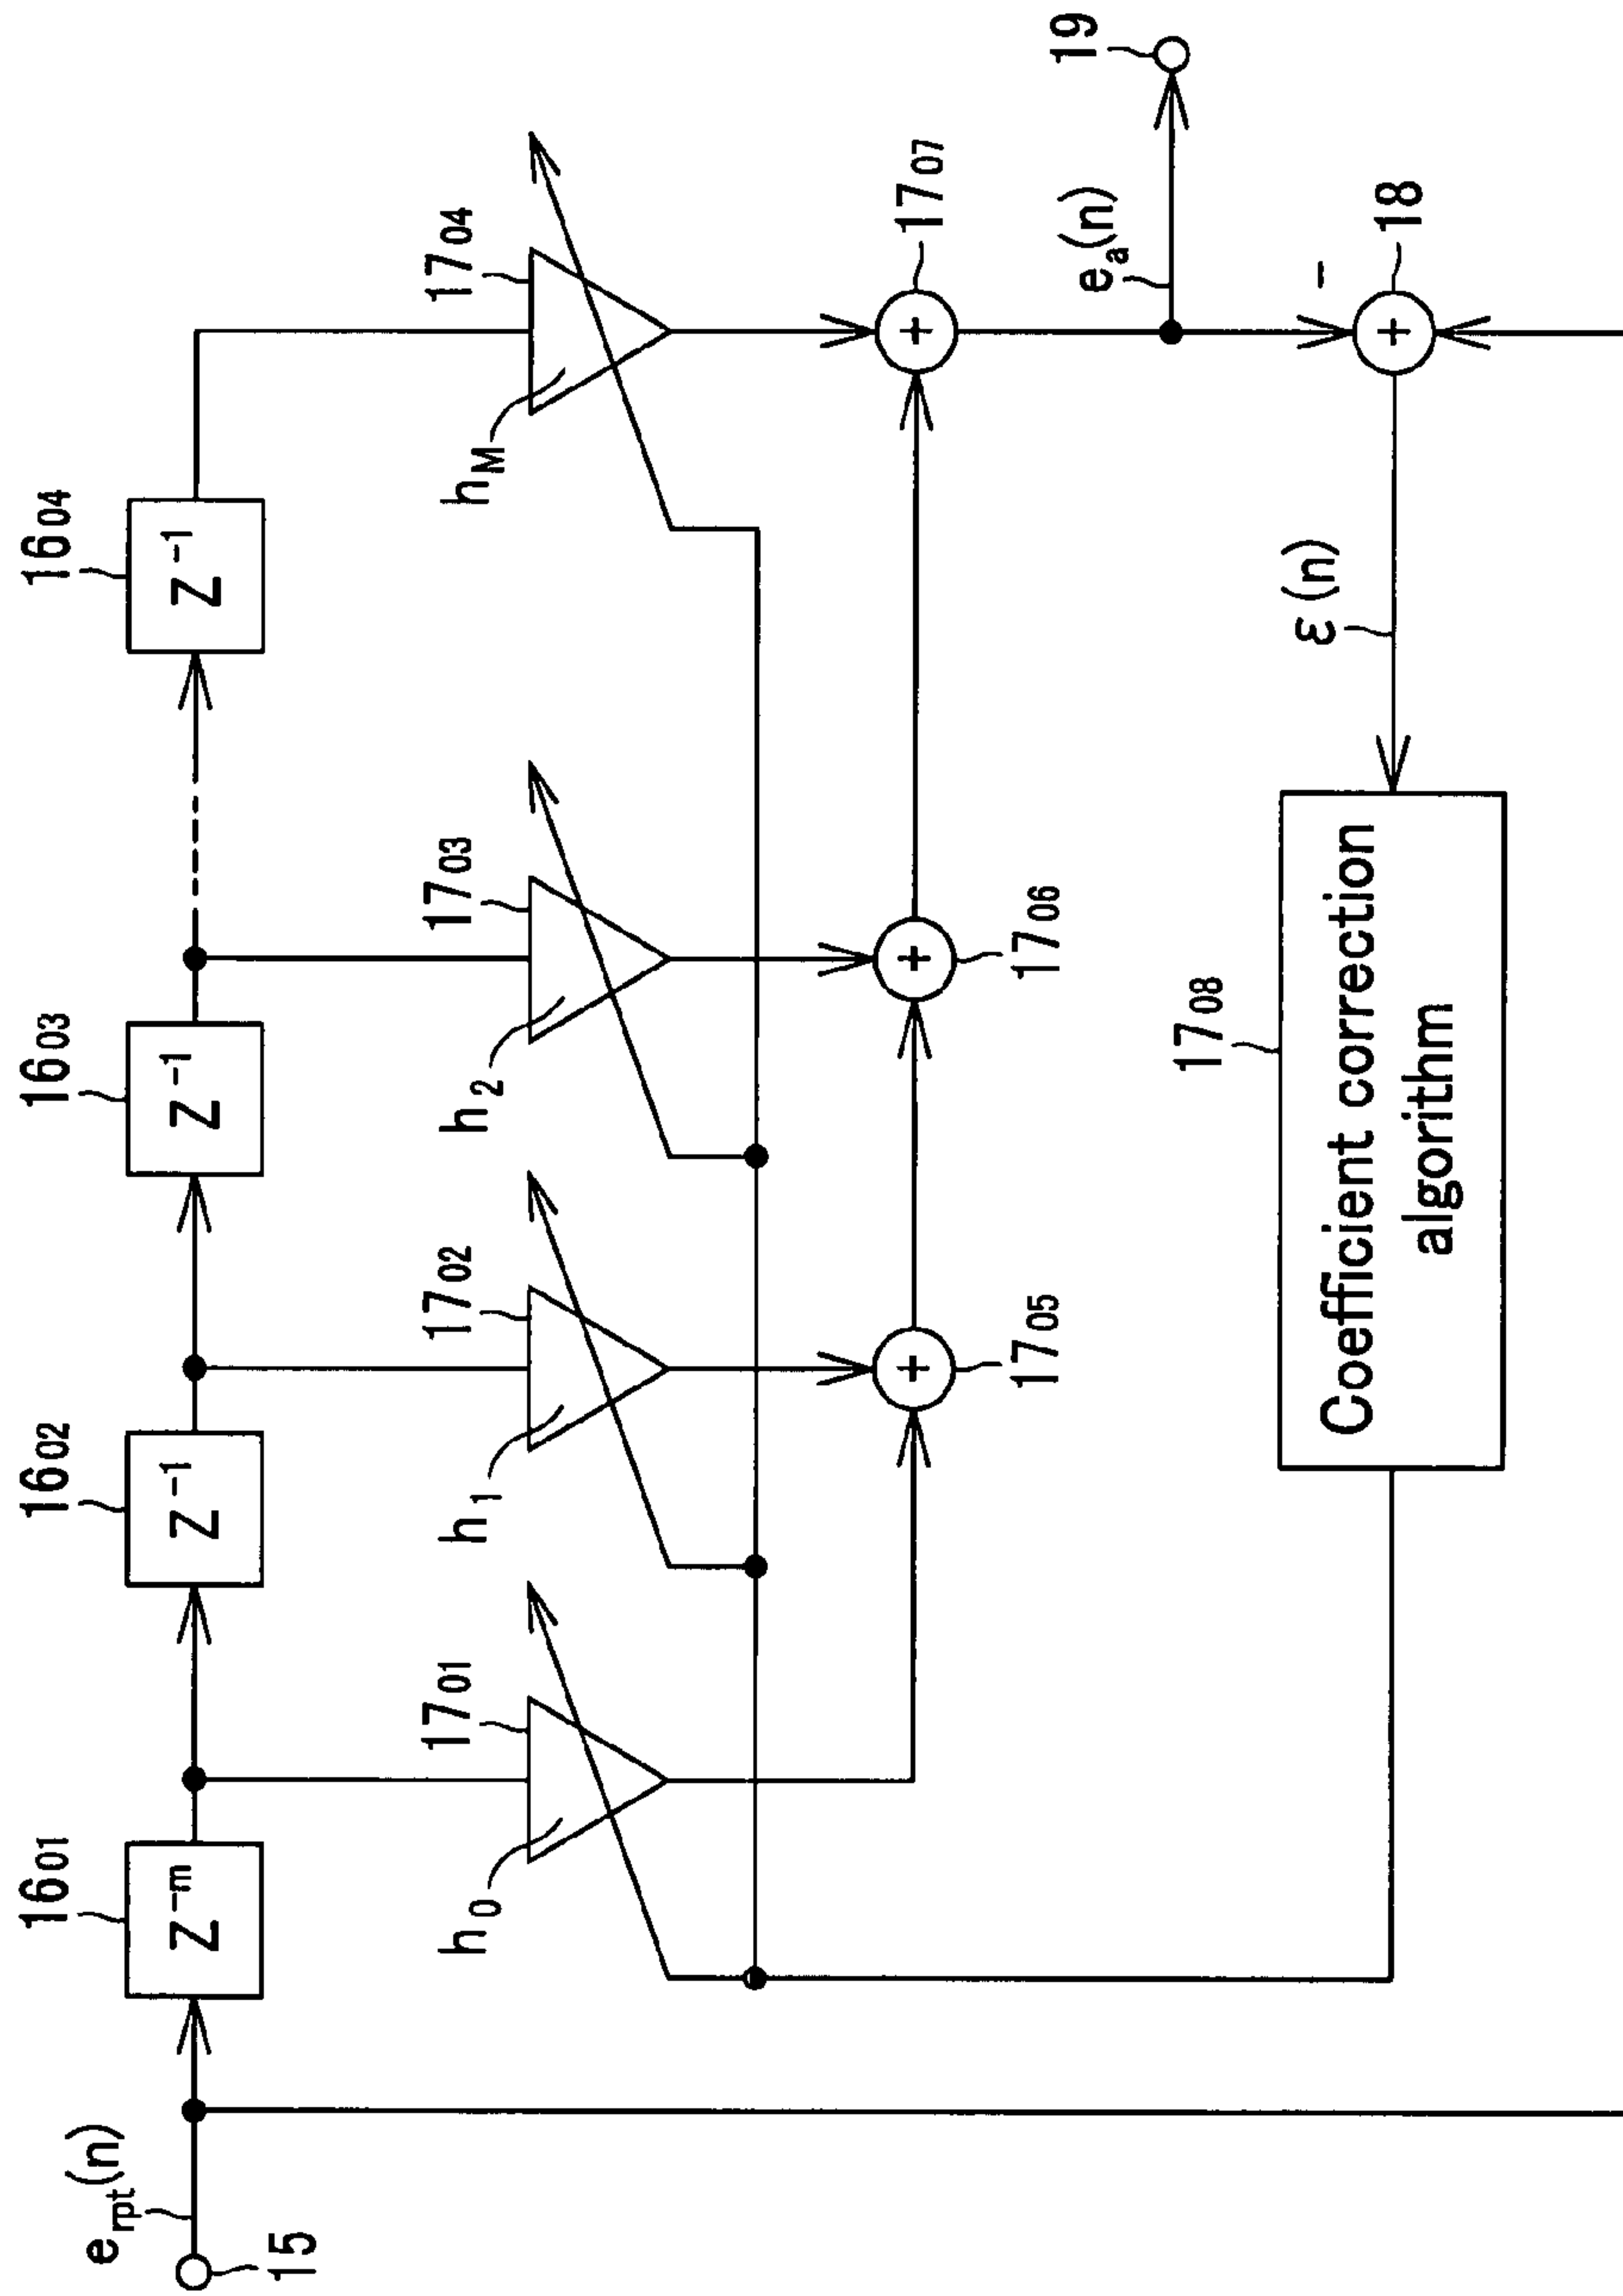 e_rpt(n)
15
16_01
Z^-m
16_02
Z^-1
16_03
Z^-1
16_04
Z^-1
h_0
17_01
h_1
17_02
h_2
17_03
h_M
17_04
+
17_05
+
17_06
+
17_07
e_a(n)
19
17_08
Coefficient correction
algorithm
ε(n)
+
-
18